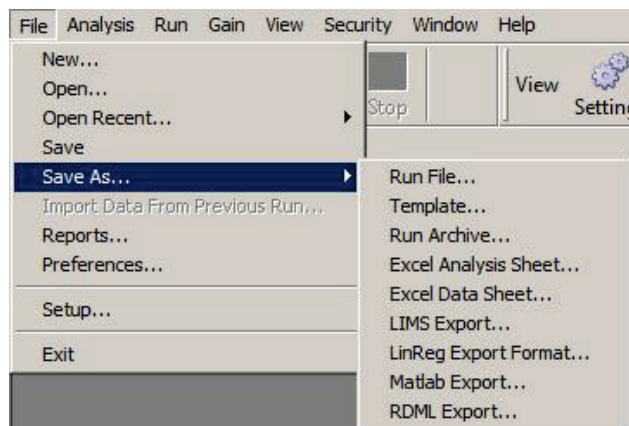 File Analysis Run Gain View Security Window Help
New...
Open...
Open Recent...
Save
Save As...
Import Data From Previous Run...
Reports...
Preferences...
Setup...
Exit
Stop
View
Setting
Run File...
Template...
Run Archive...
Excel Analysis Sheet...
Excel Data Sheet...
LIMS Export...
LinReg Export Format...
Matlab Export...
RDML Export...